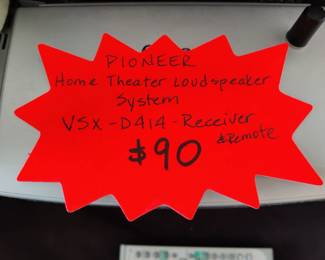 PIONEER
Home Theater Loudspeaker
System
VSX-D414-Receiver
& Remote
$90